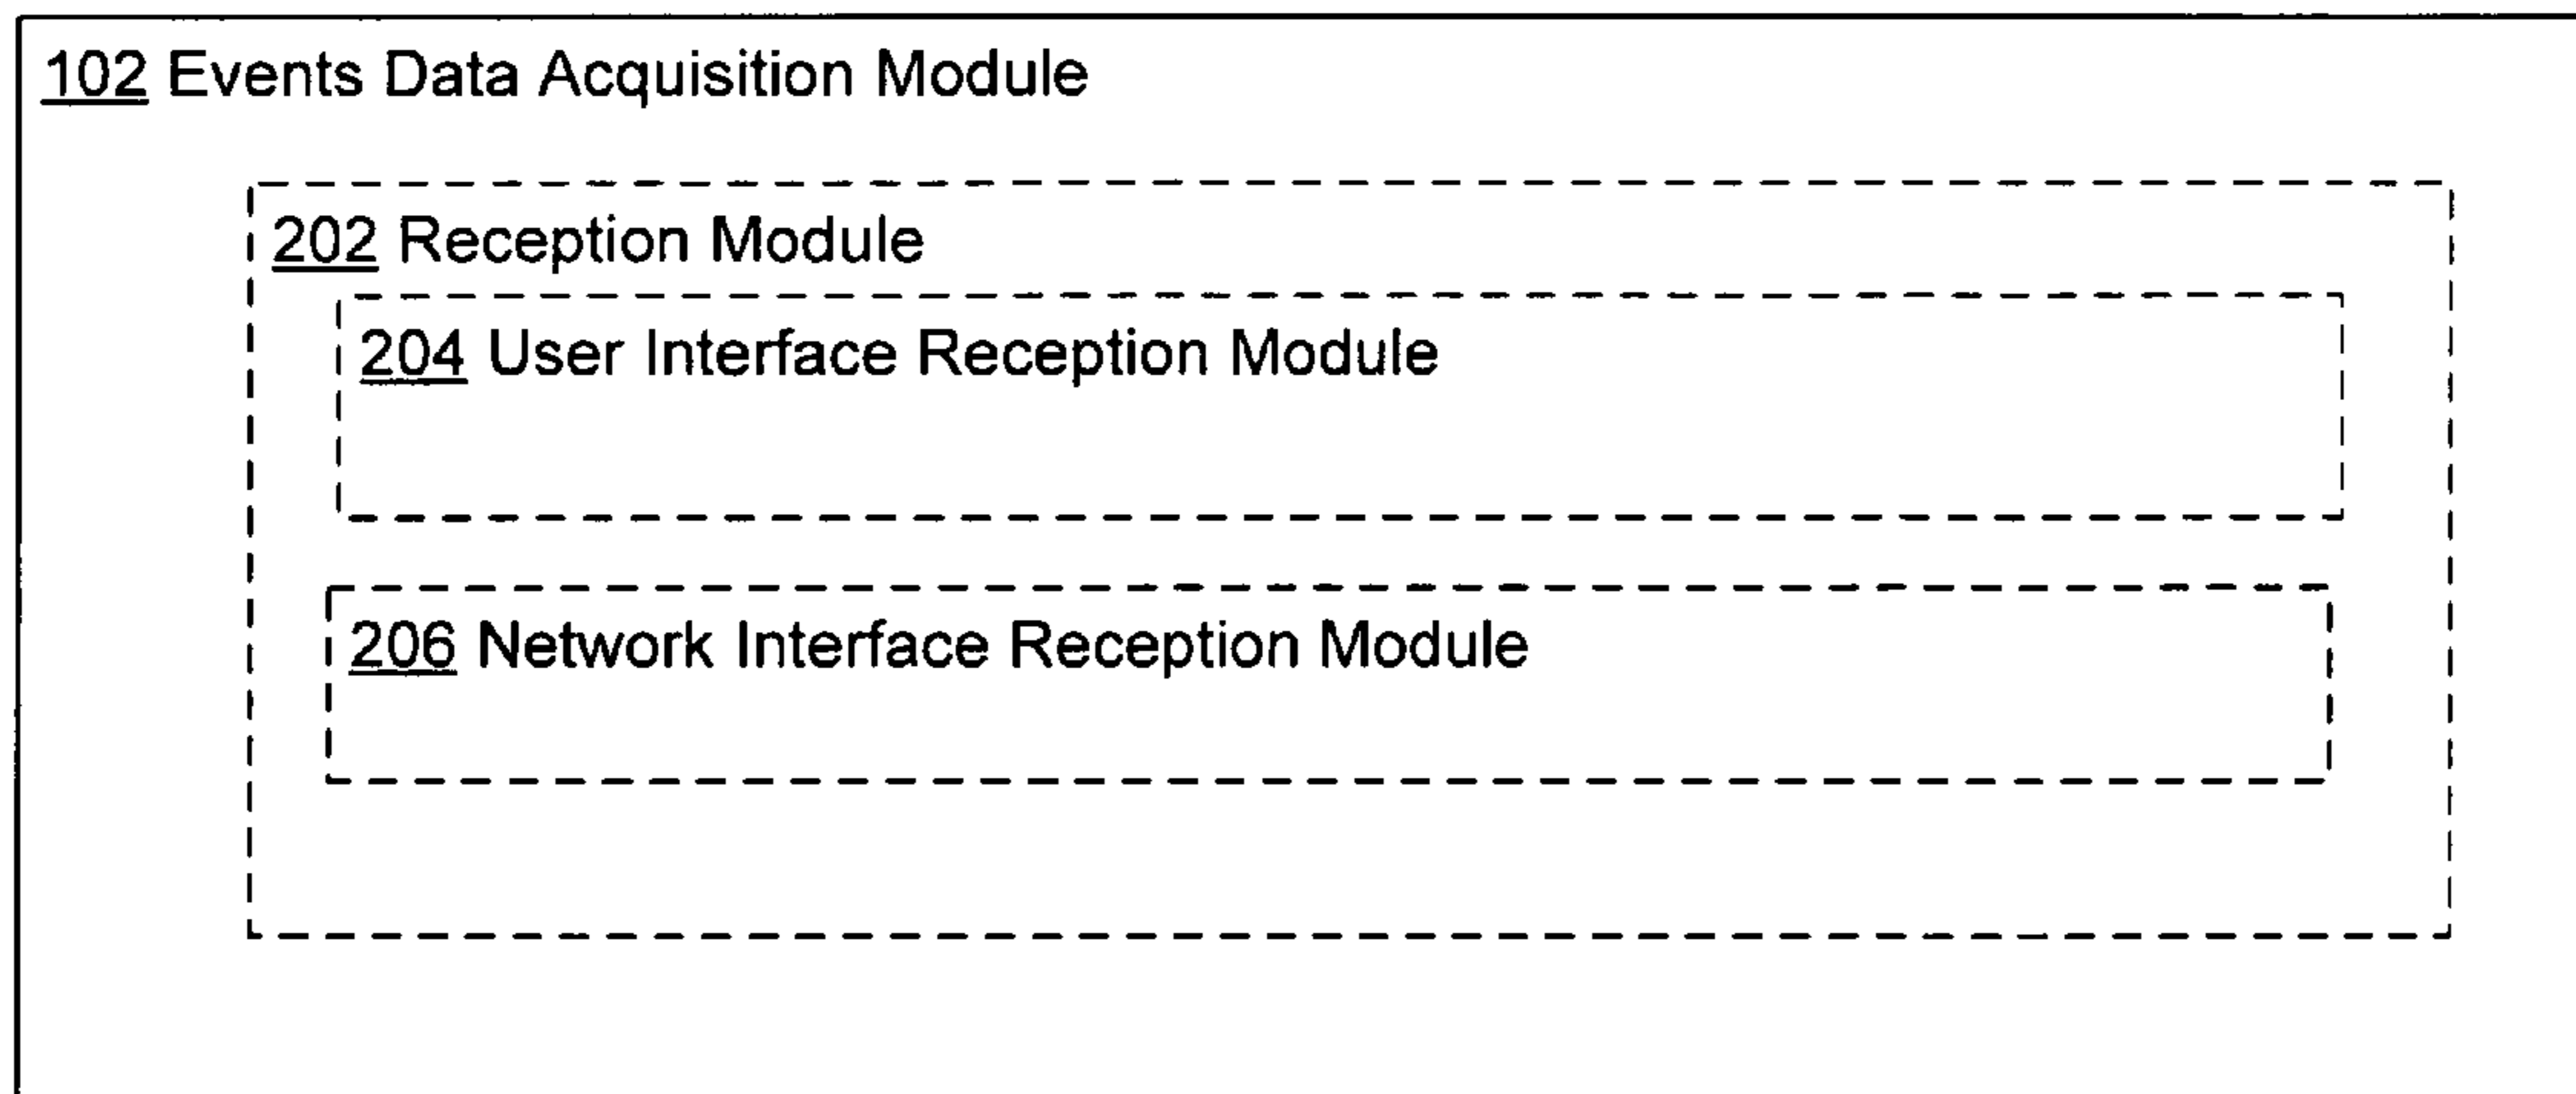 102 Events Data Acquisition Module
202 Reception Module
204 User Interface Reception Module
206 Network Interface Reception Module